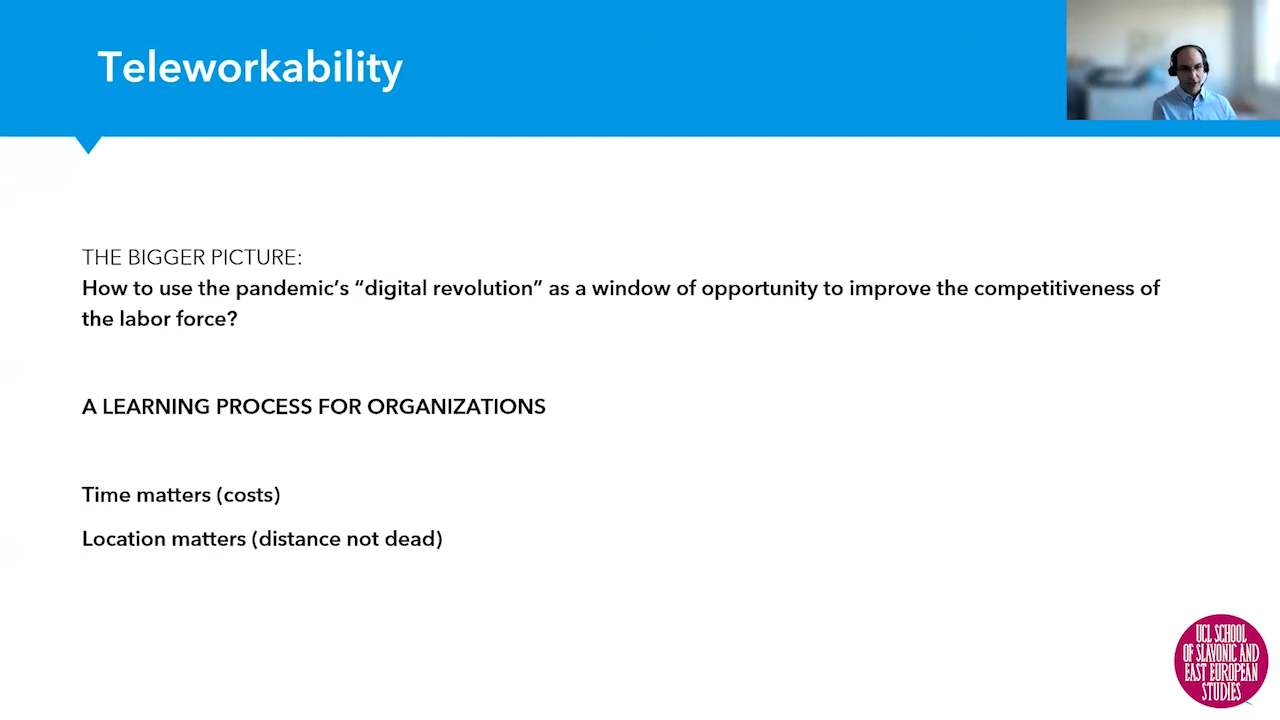 Teleworkability
THE BIGGER PICTURE:
How to use the pandemic’s “digital revolution” as a window of opportunity to improve the competitiveness of
the labor force?
A LEARNING PROCESS FOR ORGANIZATIONS
Time matters (costs)
Location matters (distance not dead)
UCL SCHOOL
OF SLAVONIC AND
EAST EUROPEAN
STUDIES